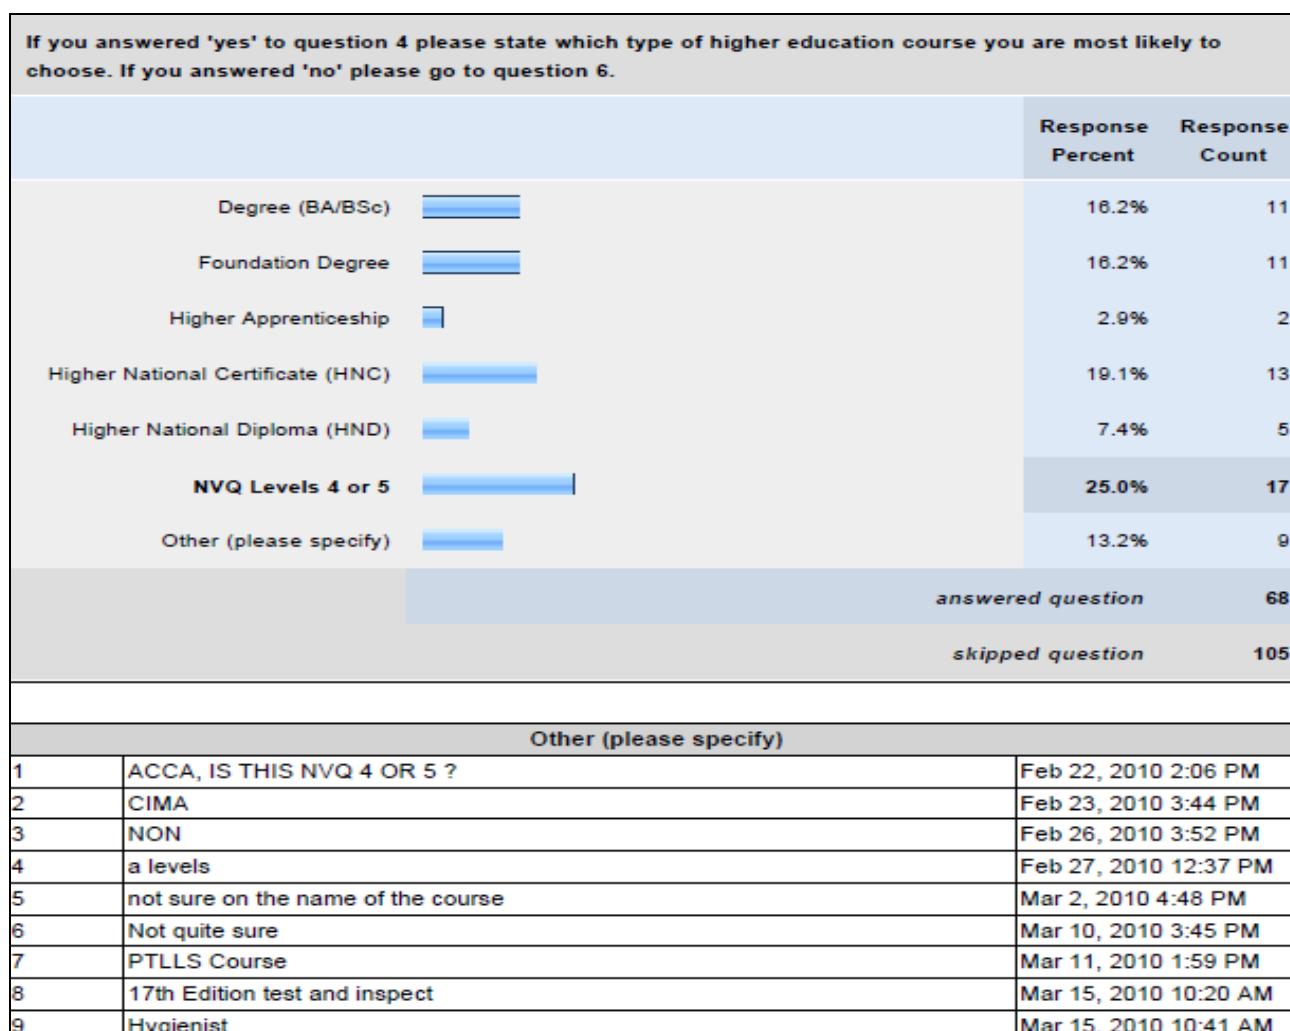 If you answered 'yes' to question 4 please state which type of higher education course you are most likely to
choose. If you answered 'no' please go to question 6.
Response Percent Response Count
Degree (BA/BSc) 16.2% 11
Foundation Degree 16.2% 11
Higher Apprenticeship 2.9% 2
Higher National Certificate (HNC) 19.1% 13
Higher National Diploma (HND) 7.4% 5
NVQ Levels 4 or 5 25.0% 17
Other (please specify) 13.2% 9
answered question 68
skipped question 105
Other (please specify)
1 ACCA, IS THIS NVQ 4 OR 5 ? Feb 22, 2010 2:06 PM
2 CIMA Feb 23, 2010 3:44 PM
3 NON Feb 26, 2010 3:52 PM
4 a levels Feb 27, 2010 12:37 PM
5 not sure on the name of the course Mar 2, 2010 4:48 PM
6 Not quite sure Mar 10, 2010 3:45 PM
7 PTLLS Course Mar 11, 2010 1:59 PM
8 17th Edition test and inspect Mar 15, 2010 10:20 AM
9 Hygienist Mar 15, 2010 10:41 AM